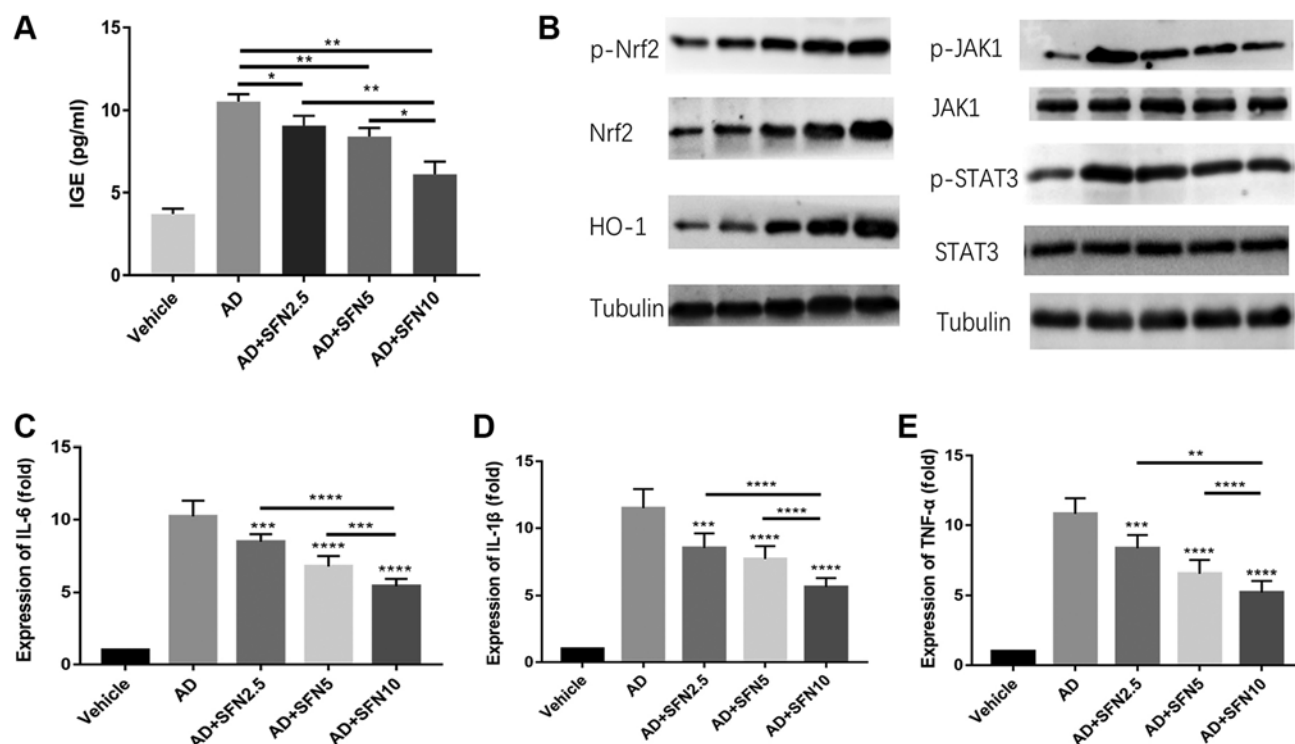 A
IGE (pg/ml)
15
10
5
0
**
**
*
**
*
Vehicle
AD
AD+SFN2.5
AD+SFN5
AD+SFN10
B
p-Nrf2
Nrf2
HO-1
Tubulin
p-JAK1
JAK1
p-STAT3
STAT3
Tubulin
C
Expression of IL-6 (fold)
15
10
5
0
****
***
***
****
****
Vehicle
AD
AD+SFN2.5
AD+SFN5
AD+SFN10
D
Expression of IL-1β (fold)
15
10
5
0
****
****
***
****
****
Vehicle
AD
AD+SFN2.5
AD+SFN5
AD+SFN10
E
Expression of TNF-α (fold)
15
10
5
0
**
****
***
****
****
Vehicle
AD
AD+SFN2.5
AD+SFN5
AD+SFN10